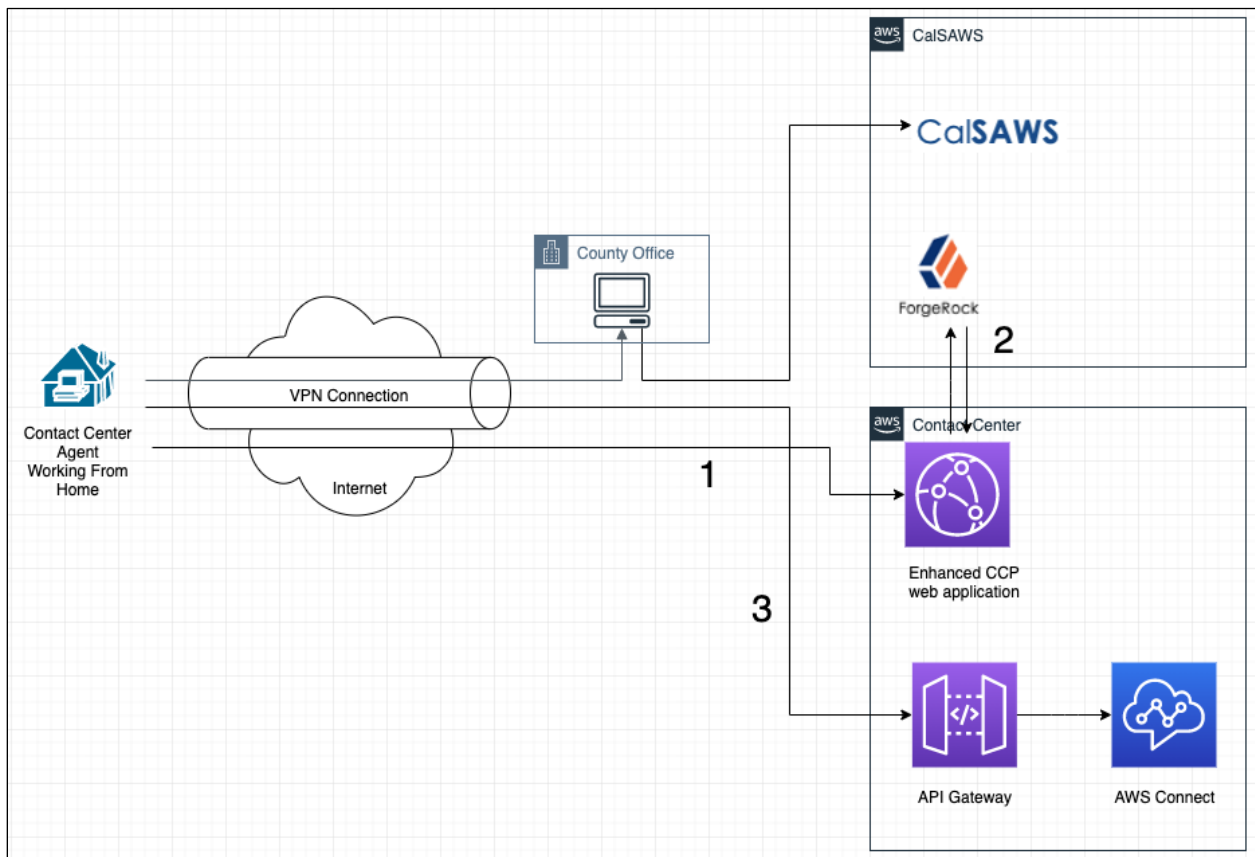 aws
CalSAWS
CalSAWS
County Office
ForgeRock
2
VPN Connection
Contact Center
Agent
Working From
Home
aws
Contact Center
1
Internet
Enhanced CCP
web application
3
</>
API Gateway
AWS Connect